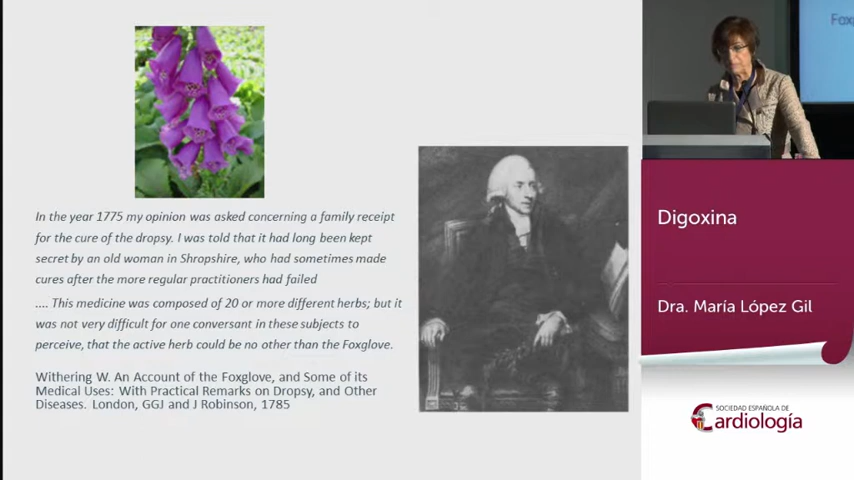 In the year 1775 my opinion was asked concerning a family receipt
for the cure of the dropsy. I was told that it had long been kept
secret by an old woman in Shropshire, who had sometimes made
cures after the more regular practitioners had failed
.... This medicine was composed of 20 or more different herbs; but it
was not very difficult for one conversant in these subjects to
perceive, that the active herb could be no other than the Foxglove.
Withering W. An Account of the Foxglove, and Some of its
Medical Uses: With Practical Remarks on Dropsy, and Other
Diseases. London, GGJ and J Robinson, 1785
Digoxina
Dra. María López Gil
SOCIEDAD ESPAÑOLA DE
Cardiología